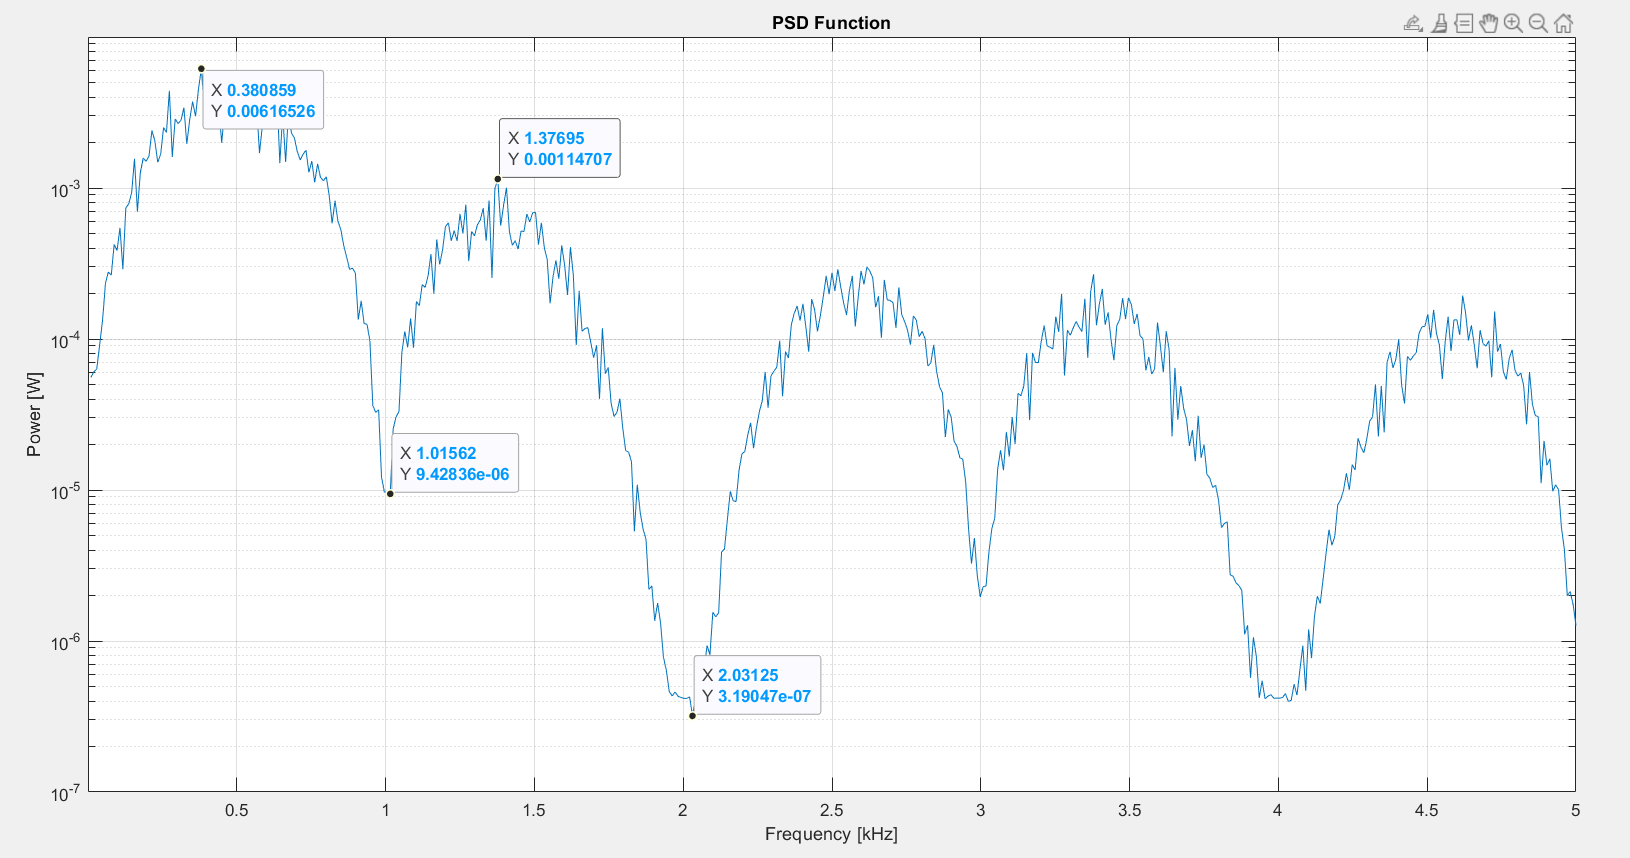 PSD Function
X 0.380859
Y 0.00616526
X 1.37695
Y 0.00114707
X 1.01562
Y 9.42836e-06
X 2.03125
Y 3.19047e-07
10-3
10-4
10-5
10-6
10-7
Power [W]
0.5 1 1.5 2 2.5 3 3.5 4 4.5 5
Frequency [kHz]